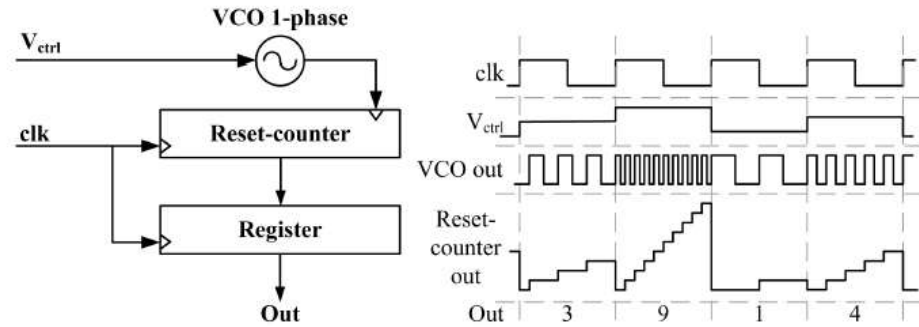 VCO 1-phase
Vctrl
clk
Reset-counter
Register
Out
clk
Vctrl
VCO out
Reset-
counter
out
Out 3 9 1 4